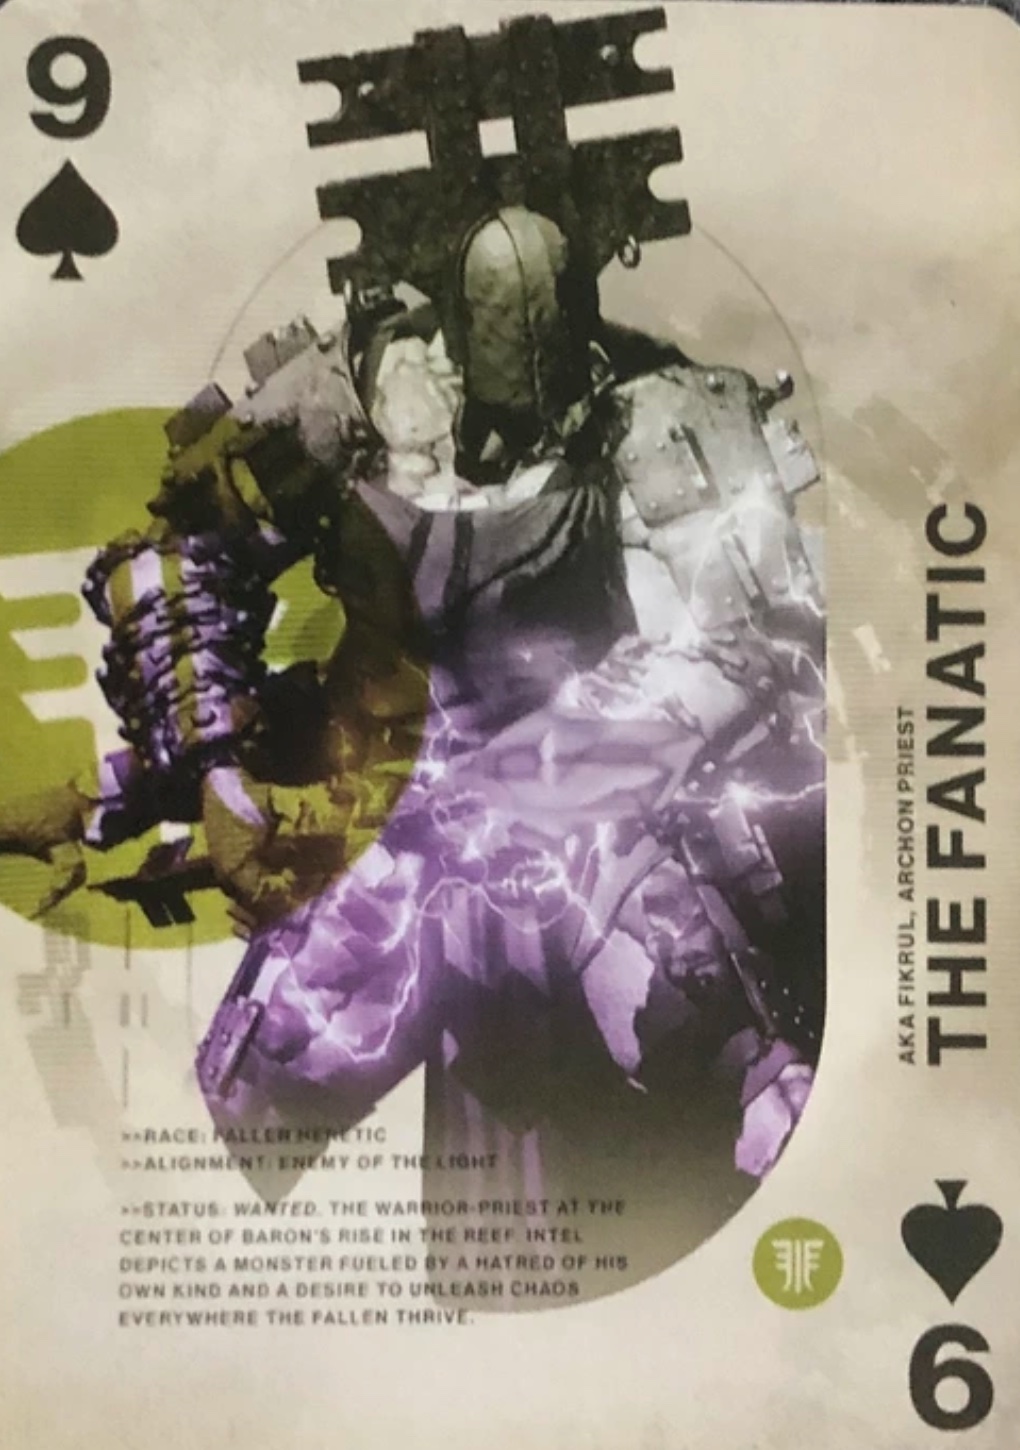 9
AKA FIKRUL, ARCHON PRIEST
THE FANATIC
>>RACE: FALLEN HERETIC
>>ALIGNMENT: ENEMY OF THE LIGHT
>>STATUS: WANTED. THE WARRIOR-PRIEST AT THE
CENTER OF BARON'S RISE IN THE REEF. INTEL
DEPICTS A MONSTER FUELED BY A HATRED OF HIS
OWN KIND AND A DESIRE TO UNLEASH CHAOS
EVERYWHERE THE FALLEN THRIVE.
9